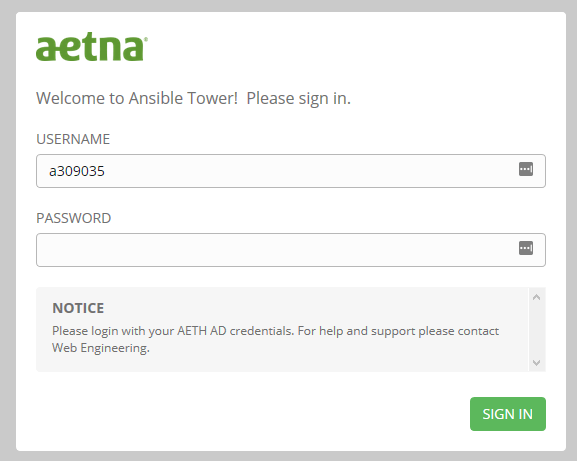 aetna®
Welcome to Ansible Tower!  Please sign in.
USERNAME
a309035
PASSWORD
NOTICE
Please login with your AETH AD credentials. For help and support please contact
Web Engineering.
SIGN IN